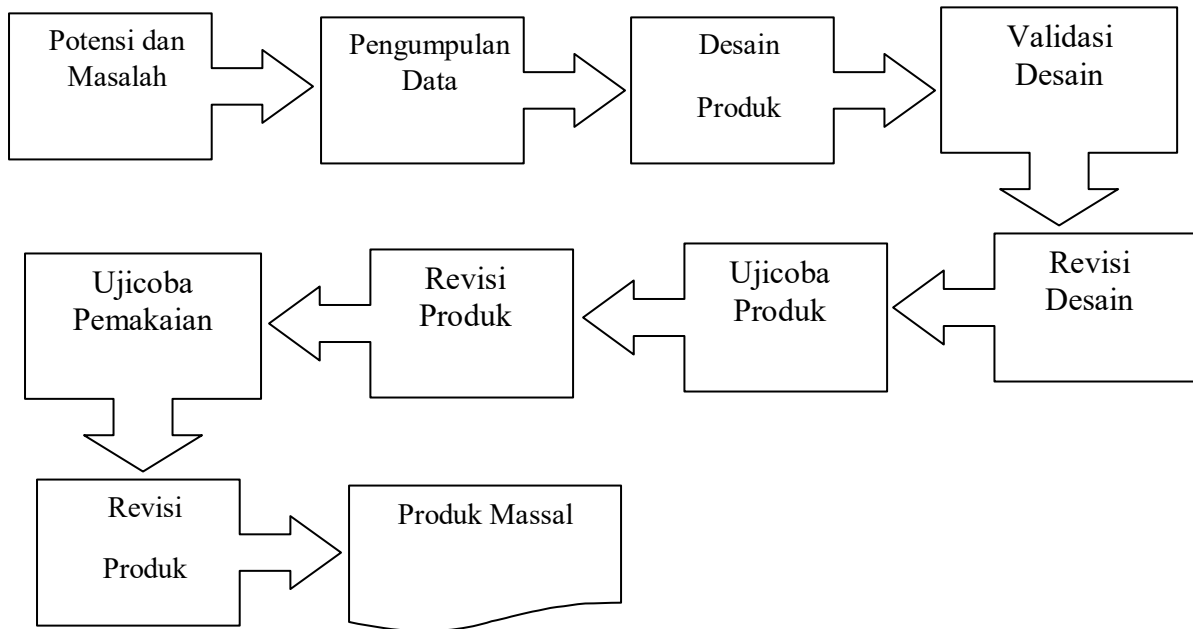 Potensi dan
Masalah
Pengumpulan
Data
Desain
Produk
Validasi
Desain
Revisi
Desain
Ujicoba
Produk
Revisi
Produk
Ujicoba
Pemakaian
Revisi
Produk
Produk Massal